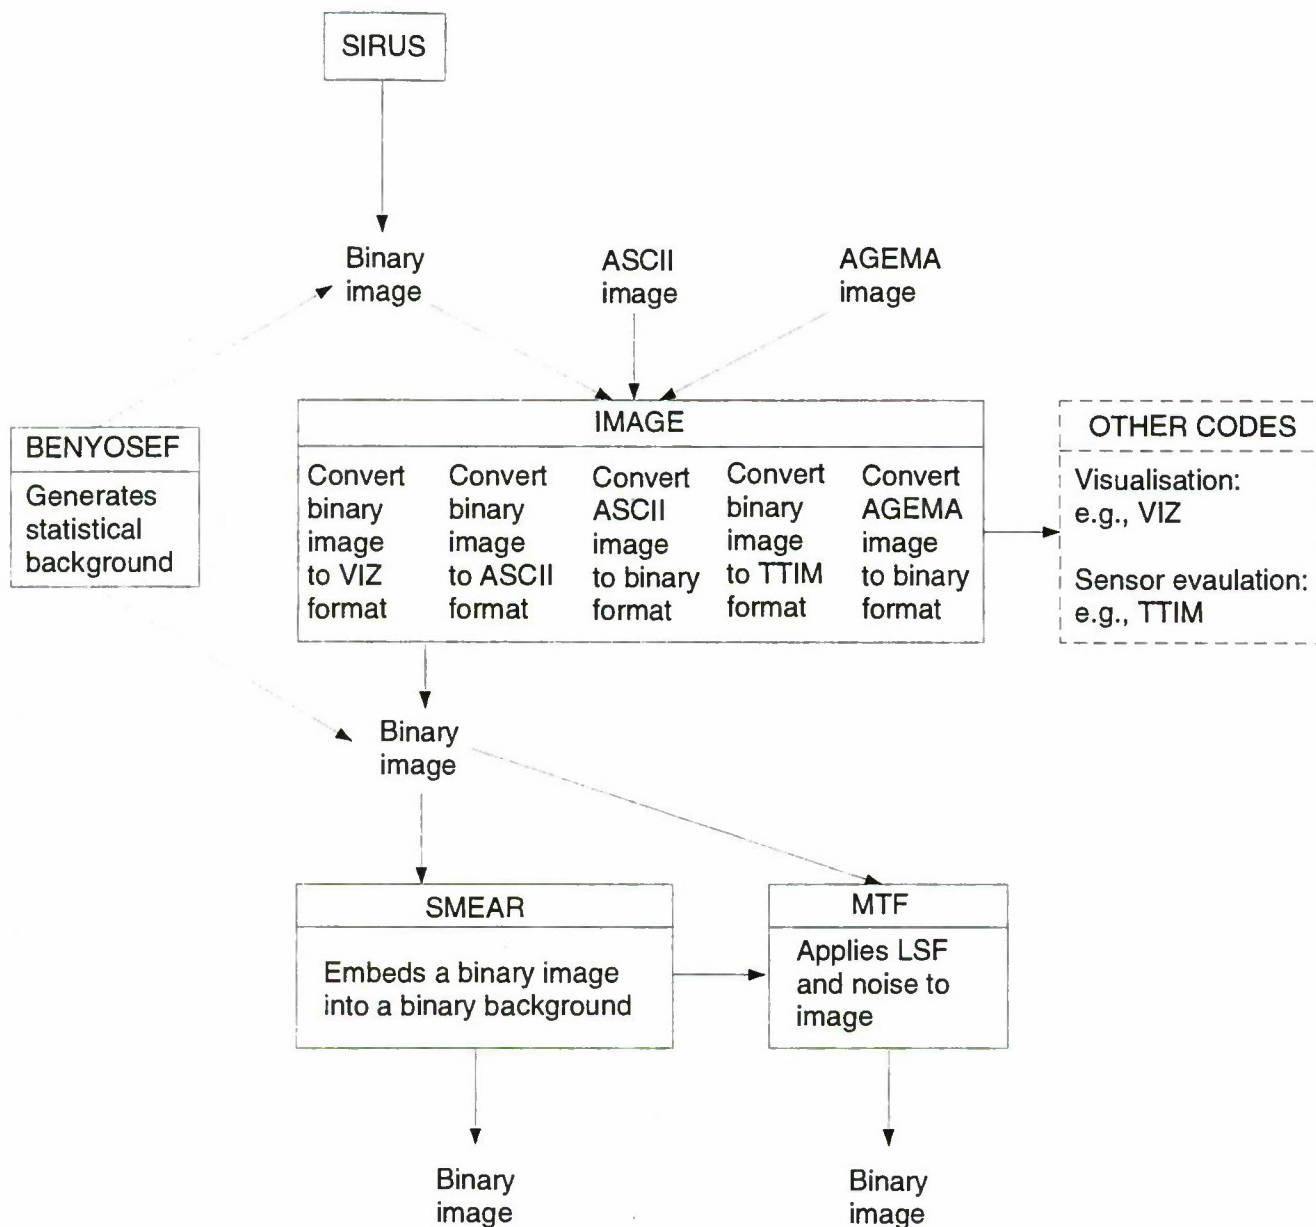 SIRUS
Binary
image
ASCII
image
AGEMA
image
BENYOSEF
Generates
statistical
background
IMAGE
Convert
binary
image
to VIZ
format
Convert
binary
image
to ASCII
format
Convert
ASCII
image
to binary
format
Convert
binary
image
to TTIM
format
Convert
AGEMA
image
to binary
format
OTHER CODES
Visualisation:
e.g., VIZ
Sensor evaulation:
e.g., TTIM
Binary
image
SMEAR
Embeds a binary image
into a binary background
MTF
Applies LSF
and noise to
image
Binary
image
Binary
image